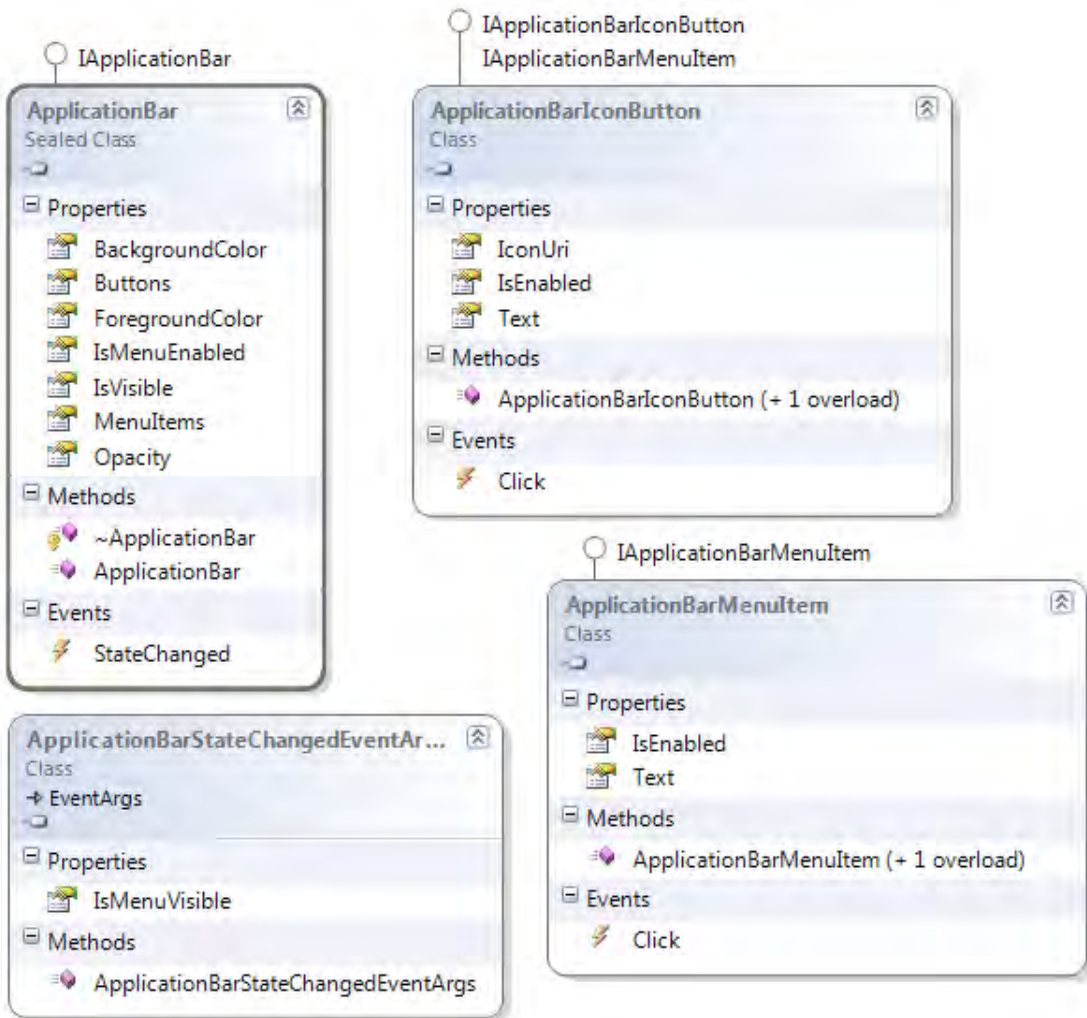 IApplicationBar
ApplicationBar
Sealed Class
Properties
BackgroundColor
Buttons
ForegroundColor
IsMenuEnabled
IsVisible
MenuItems
Opacity
Methods
~ApplicationBar
ApplicationBar
Events
StateChanged
IApplicationBarIconButton
IApplicationBarMenuItem
ApplicationBarIconButton
Class
Properties
IconUri
IsEnabled
Text
Methods
ApplicationBarIconButton (+ 1 overload)
Events
Click
ApplicationBarStateChangedEventAr...
Class
EventArgs
Properties
IsMenuVisible
Methods
ApplicationBarStateChangedEventArgs
IApplicationBarMenuItem
ApplicationBarMenuItem
Class
Properties
IsEnabled
Text
Methods
ApplicationBarMenuItem (+ 1 overload)
Events
Click